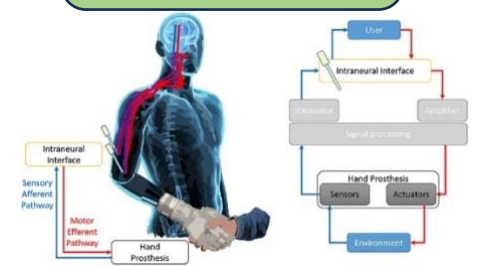 Intraneural
Interface
Sensory
Afferent
Pathway
Motor
Efferent
Pathway
Hand
Prosthesis
User
Intraneural Interface
Stimulator
Amplifier
Signal processing
Hand Prosthesis
Sensors
Actuators
Environment